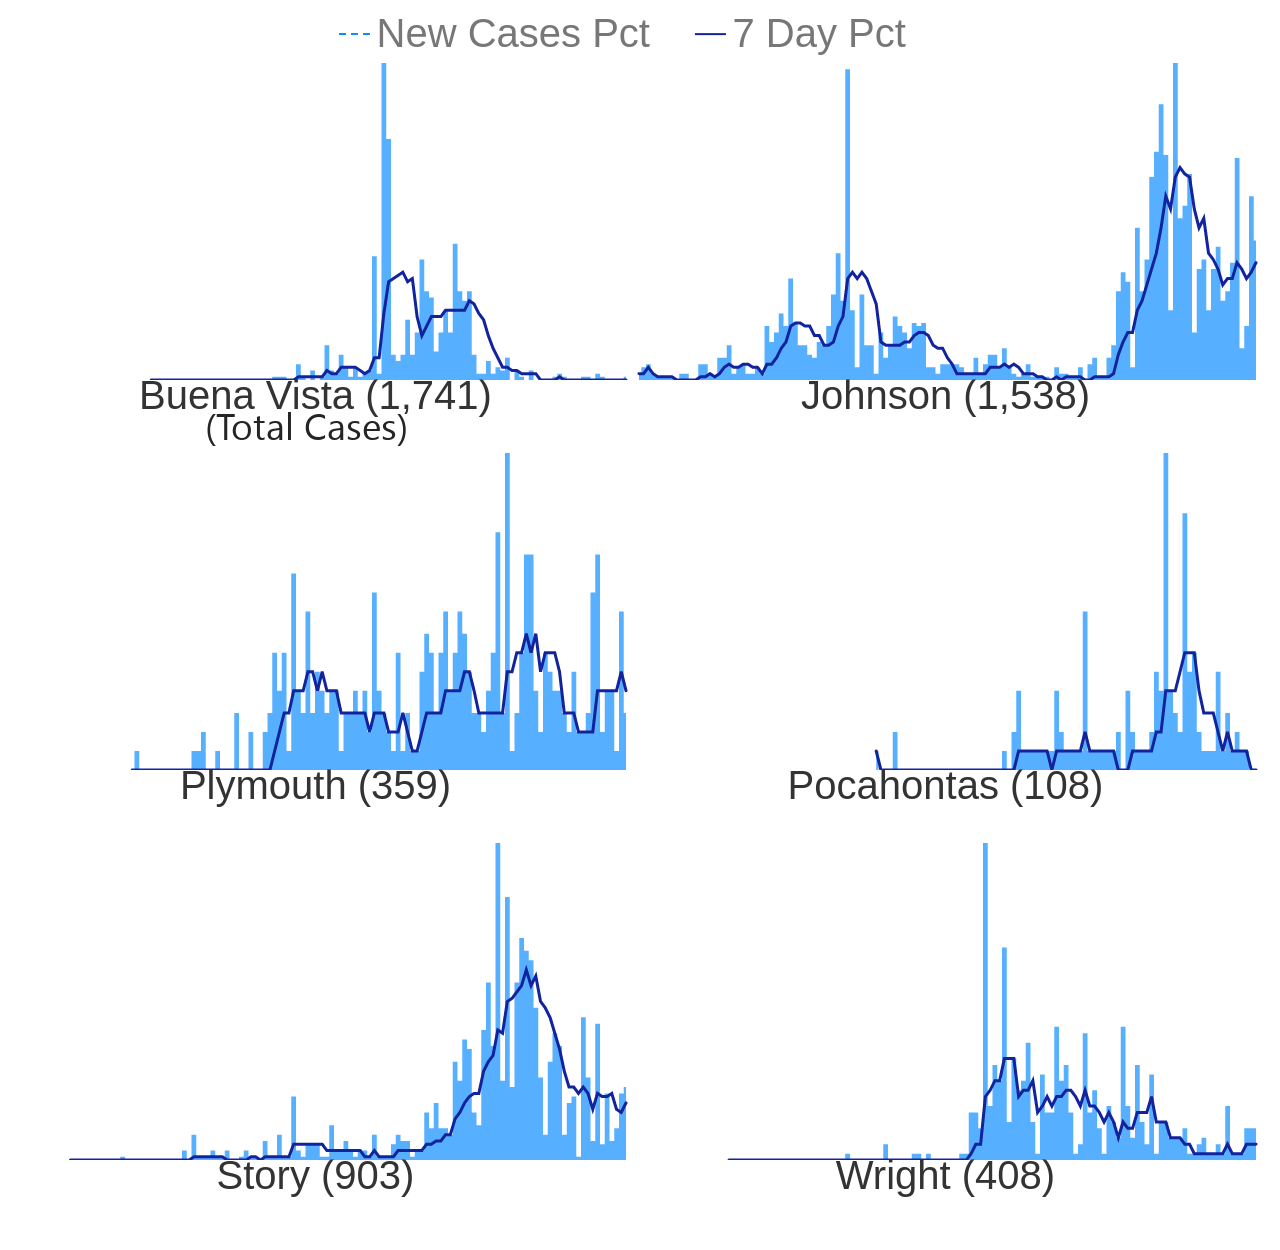 New Cases Pct 7 Day Pct
Buena Vista (1,741) Johnson (1,538)
(Total Cases)
Plymouth (359) Pocahontas (108)
Story (903) Wright (408)